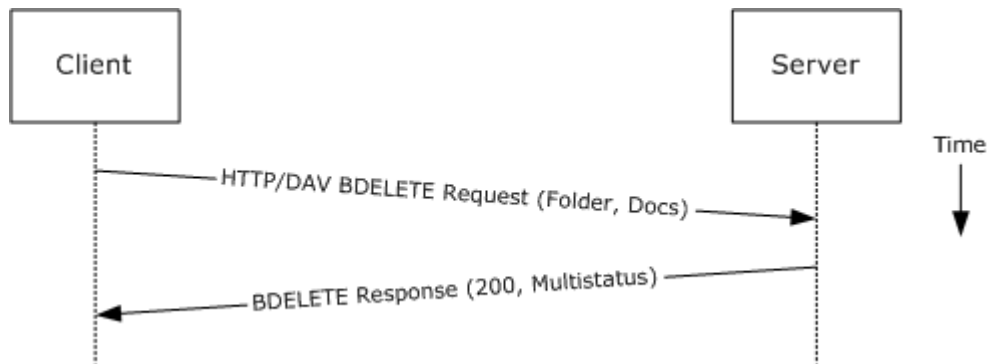 Client
Server
Time
HTTP/DAV BDELETE Request (Folder, Docs)
BDELETE Response (200, Multistatus)